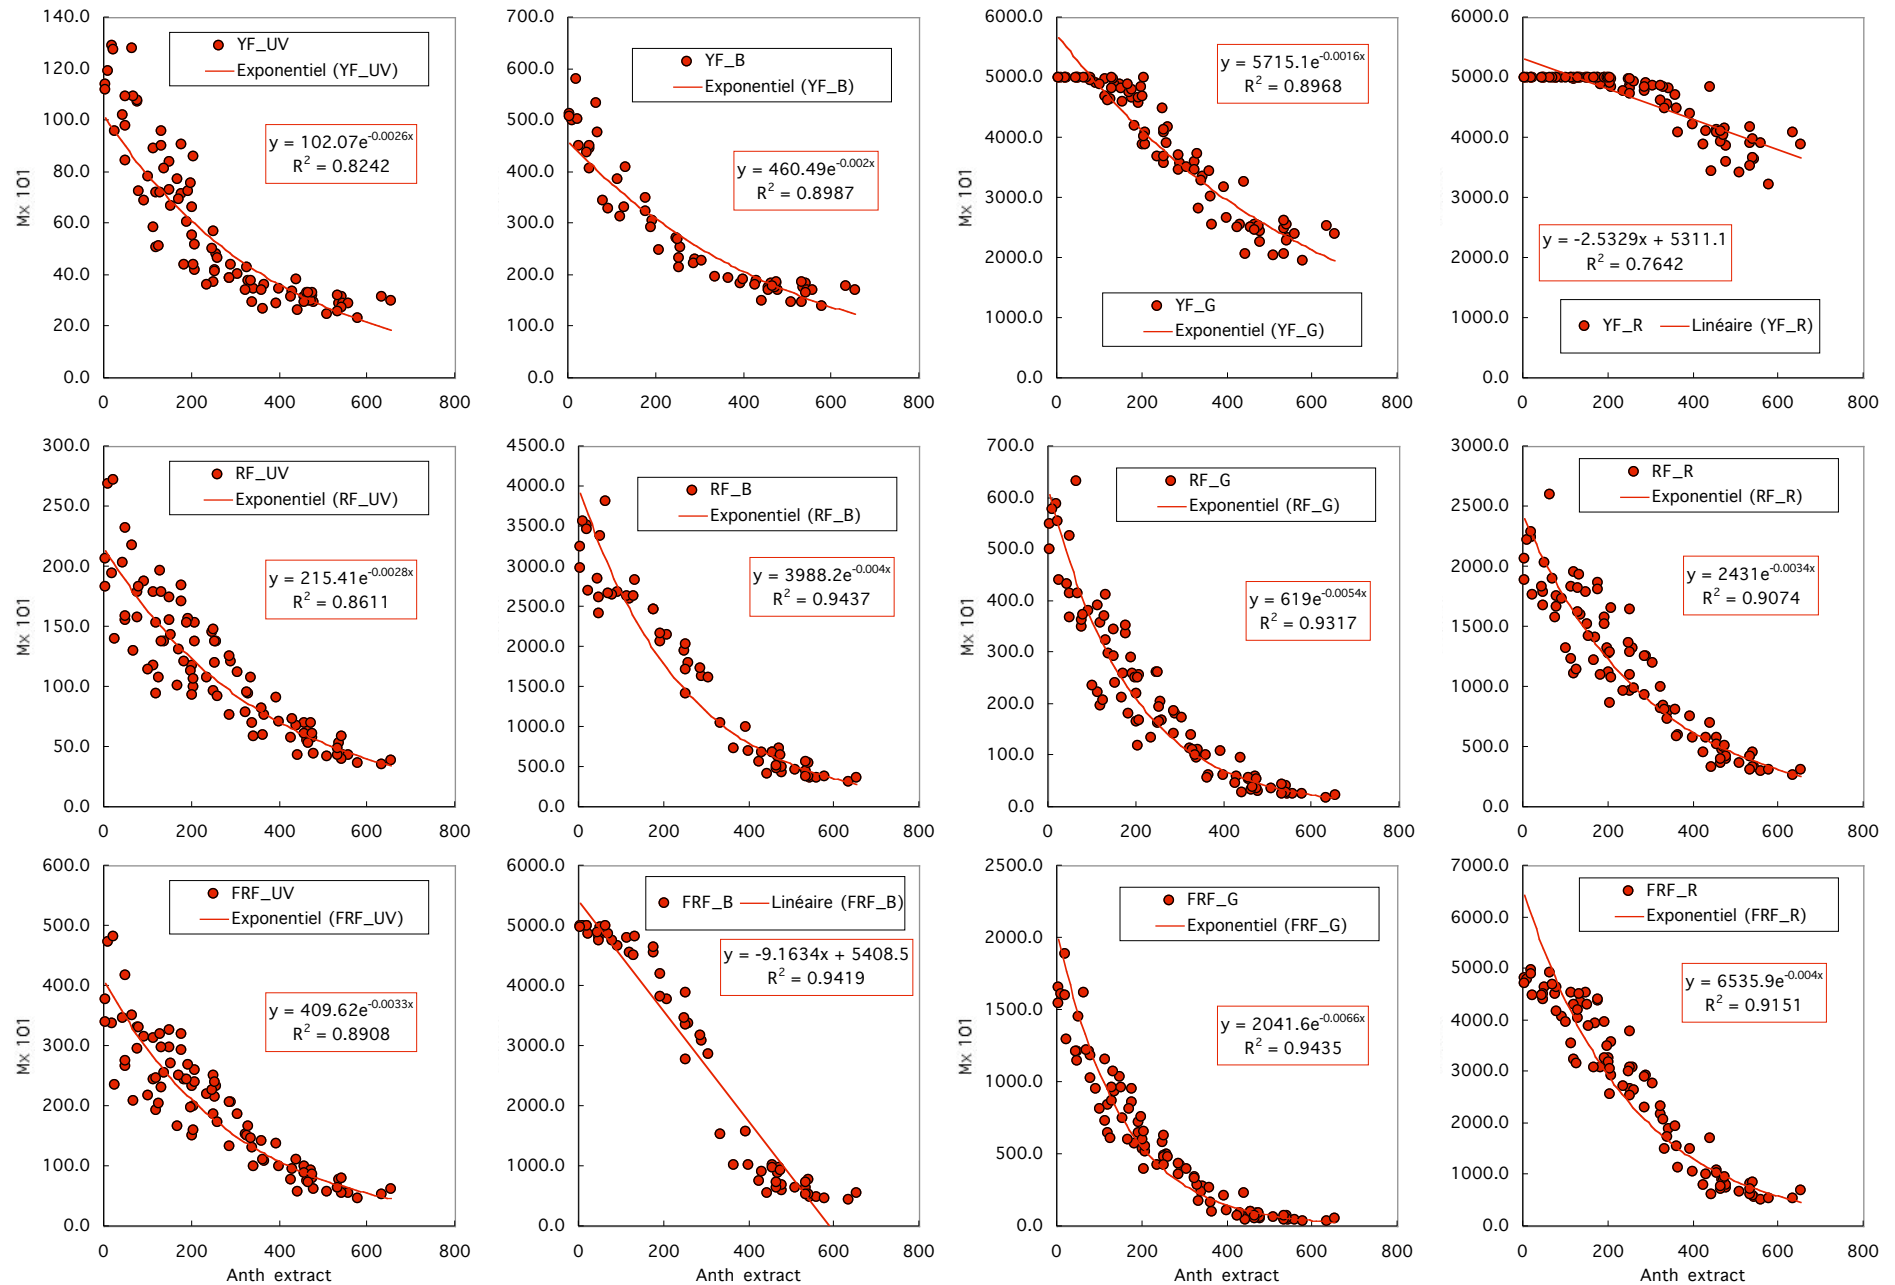 140.0
120.0
100.0
80.0
60.0
40.0
20.0
0.0
Mx 101
0 200 400 600 800
YF_UV
Exponentiel (YF_UV)
y = 102.07e^-0.0026x
R² = 0.8242
700.0
600.0
500.0
400.0
300.0
200.0
100.0
0.0
0 200 400 600 800
YF_B
Exponentiel (YF_B)
y = 460.49e^-0.002x
R² = 0.8987
6000.0
5000.0
4000.0
3000.0
2000.0
1000.0
0.0
Mx 101
0 200 400 600 800
y = 5715.1e^-0.0016x
R² = 0.8968
YF_G
Exponentiel (YF_G)
6000.0
5000.0
4000.0
3000.0
2000.0
1000.0
0.0
0 200 400 600 800
y = -2.5329x + 5311.1
R² = 0.7642
YF_R Linéaire (YF_R)
300.0
250.0
200.0
150.0
100.0
50.0
0.0
Mx 101
0 200 400 600 800
RF_UV
Exponentiel (RF_UV)
y = 215.41e^-0.0028x
R² = 0.8611
4500.0
4000.0
3500.0
3000.0
2500.0
2000.0
1500.0
1000.0
500.0
0.0
0 200 400 600 800
RF_B
Exponentiel (RF_B)
y = 3988.2e^-0.004x
R² = 0.9437
700.0
600.0
500.0
400.0
300.0
200.0
100.0
0.0
Mx 101
0 200 400 600 800
RF_G
Exponentiel (RF_G)
y = 619e^-0.0054x
R² = 0.9317
3000.0
2500.0
2000.0
1500.0
1000.0
500.0
0.0
0 200 400 600 800
RF_R
Exponentiel (RF_R)
y = 2431e^-0.0034x
R² = 0.9074
600.0
500.0
400.0
300.0
200.0
100.0
0.0
Mx 101
0 200 400 600 800
Anth extract
FRF_UV
Exponentiel (FRF_UV)
y = 409.62e^-0.0033x
R² = 0.8908
6000.0
5000.0
4000.0
3000.0
2000.0
1000.0
0.0
0 200 400 600 800
Anth extract
FRF_B Linéaire (FRF_B)
y = -9.1634x + 5408.5
R² = 0.9419
2500.0
2000.0
1500.0
1000.0
500.0
0.0
Mx 101
0 200 400 600 800
Anth extract
FRF_G
Exponentiel (FRF_G)
y = 2041.6e^-0.0066x
R² = 0.9435
7000.0
6000.0
5000.0
4000.0
3000.0
2000.0
1000.0
0.0
0 200 400 600 800
Anth extract
FRF_R
Exponentiel (FRF_R)
y = 6535.9e^-0.004x
R² = 0.9151